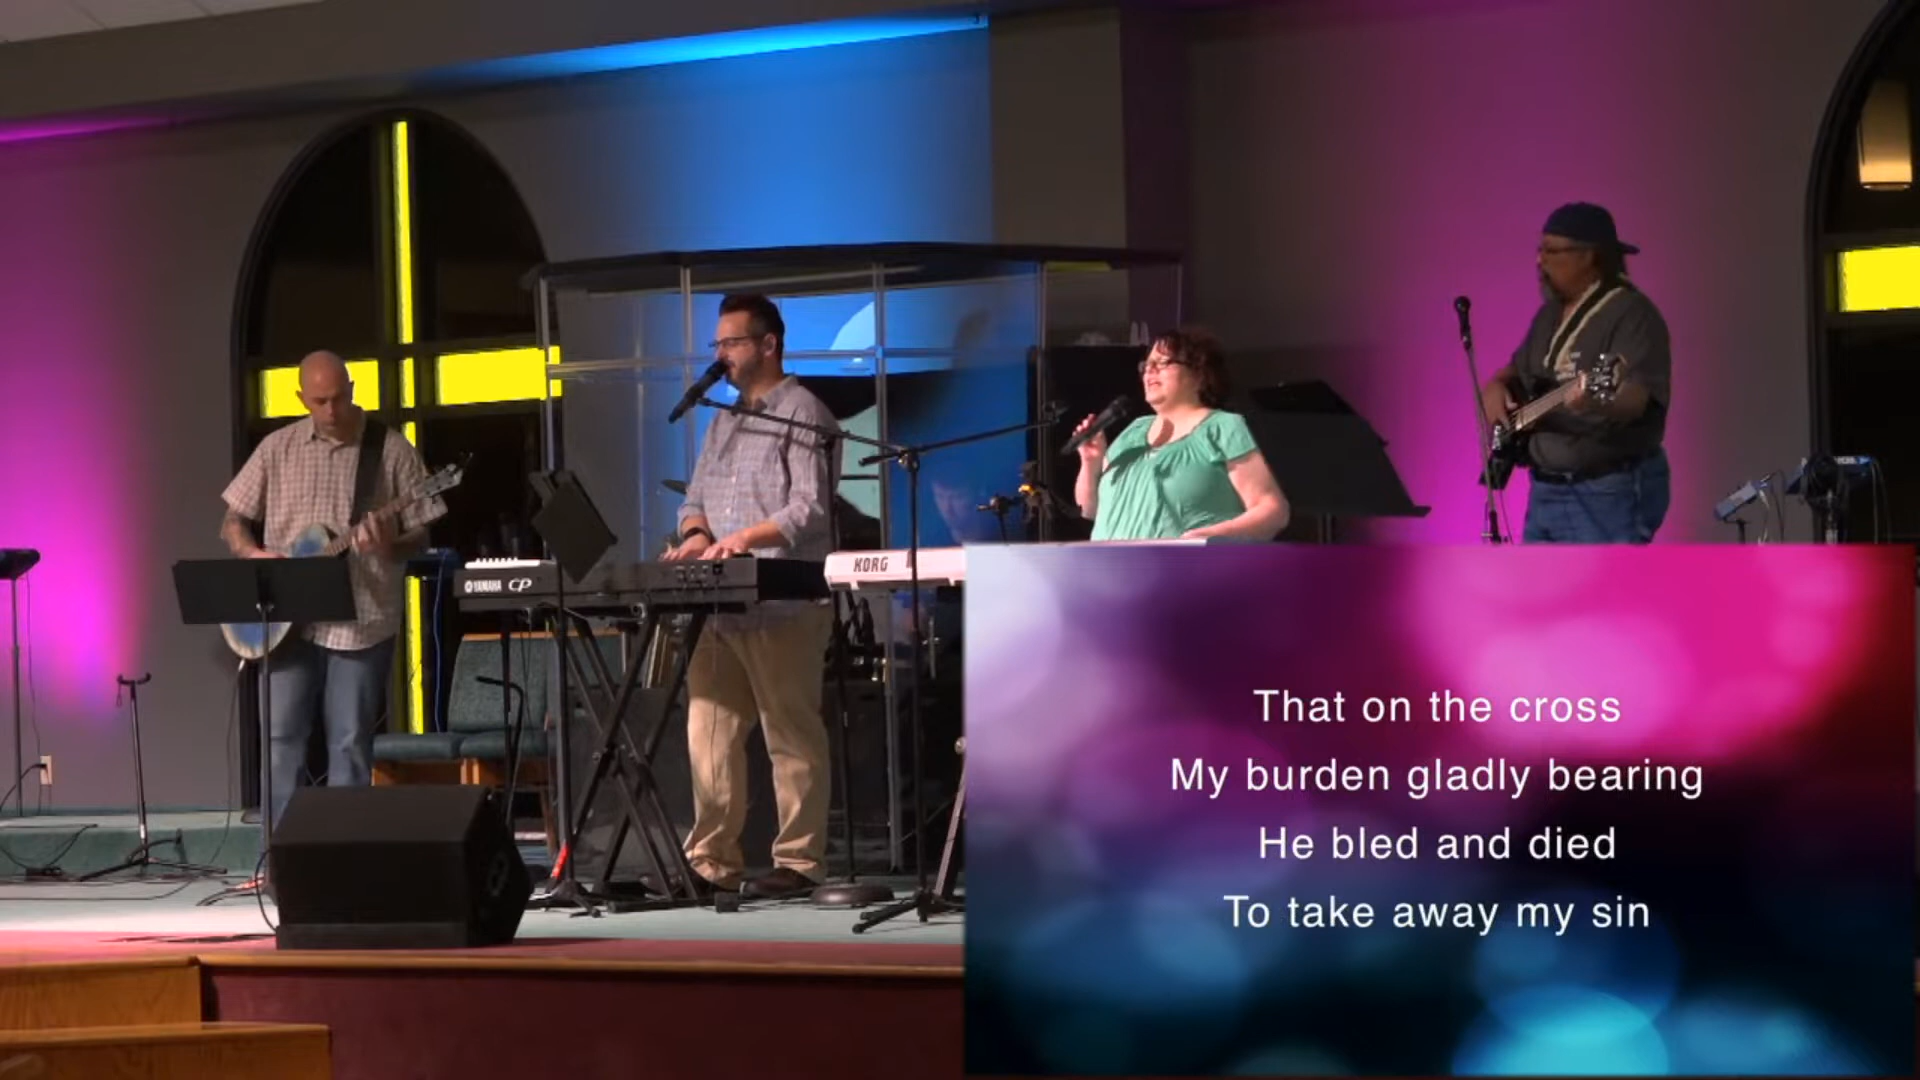 YAMAHA CP
KORG
That on the cross
My burden gladly bearing
He bled and died
To take away my sin